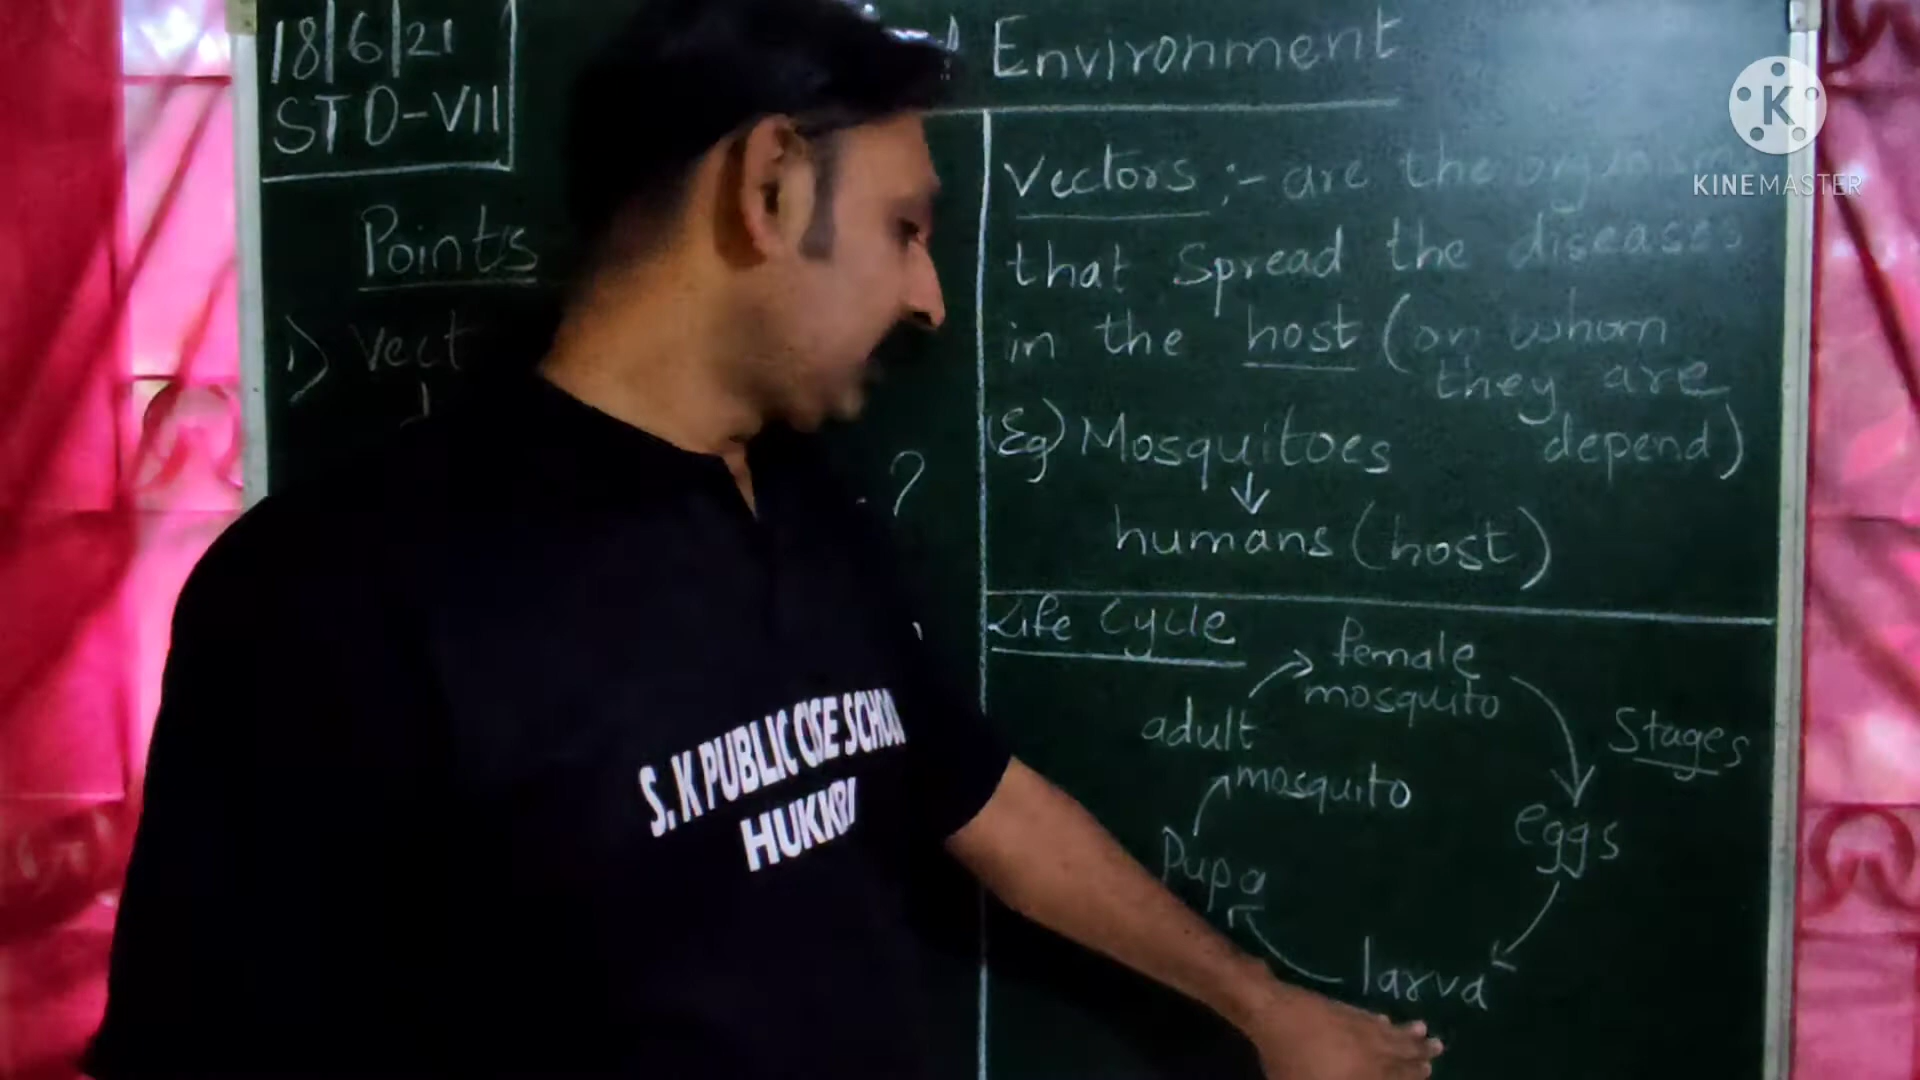 18/6/21
STD-VII
Environment
Points
1) Vect
?
Vectors :- are the organisms
that Spread the diseases
in the host (on whom
they are
depend)
(Eg) Mosquitoes
↓
humans (host)
Life Cycle
female
mosquito
adult
mosquito
Stages
eggs
Pupa
larva
S. K PUBLIC CBSE SCHOOL
HUKKRI
K
KINEMASTER